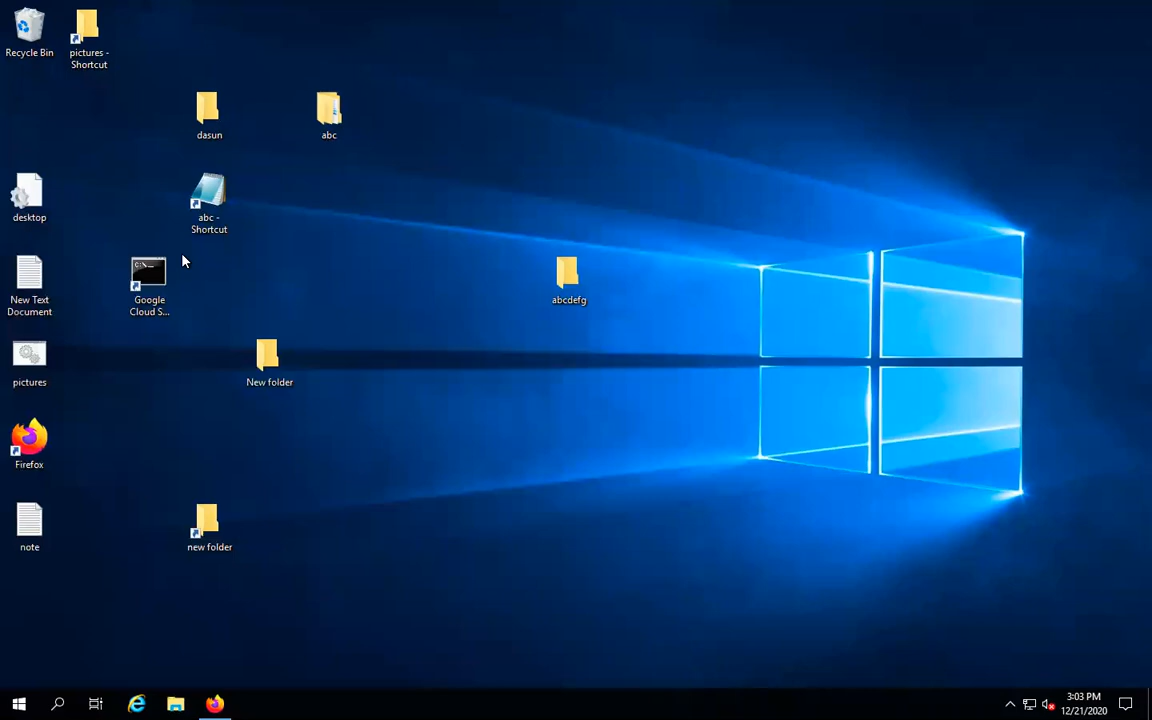 Recycle Bin
pictures -
Shortcut
dasun
abc
desktop
abc -
Shortcut
New Text
Document
C:\_
Google
Cloud S...
abcdefg
pictures
New folder
Firefox
note
new folder
3:03 PM
12/21/2020